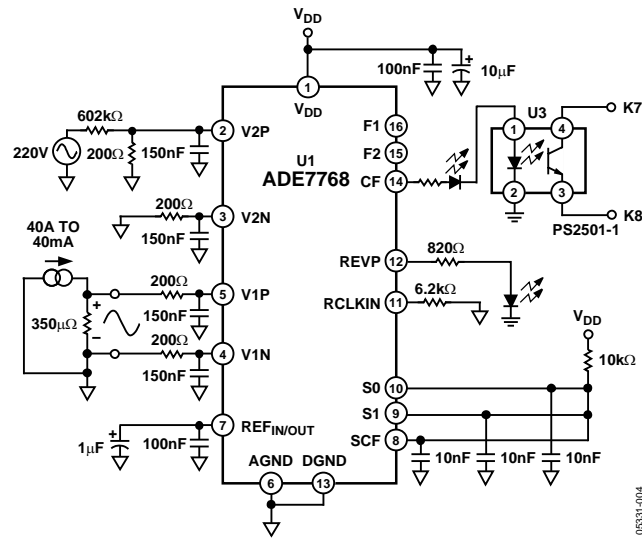 VDD
100nF
10µF
1
VDD
602kΩ
2
V2P
220V
200Ω
150nF
F1
16
F2
15
U1
ADE7768
CF
14
U3
1
4
K7
2
3
K8
PS2501-1
200Ω
3
V2N
150nF
40A TO
40mA
REVP
12
820Ω
200Ω
5
V1P
RCLKIN
11
6.2kΩ
+
350µΩ
–
150nF
200Ω
4
V1N
150nF
VDD
10kΩ
S0
10
S1
9
SCF
8
7
REFIN/OUT
+
1µF
100nF
10nF
10nF
10nF
AGND
DGND
6
13
05331-004